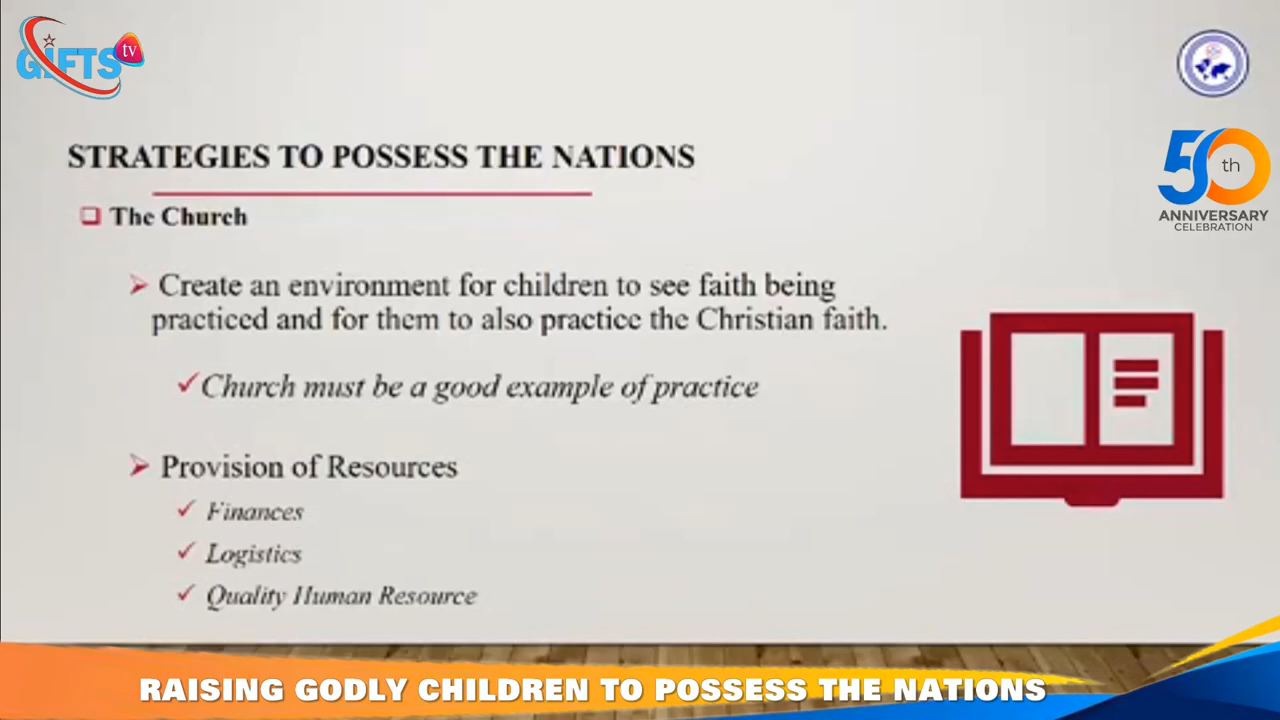 GIFTS tv
50th
ANNIVERSARY
CELEBRATION
STRATEGIES TO POSSESS THE NATIONS
The Church
Create an environment for children to see faith being
practiced and for them to also practice the Christian faith.
Church must be a good example of practice
Provision of Resources
Finances
Logistics
Quality Human Resource
RAISING GODLY CHILDREN TO POSSESS THE NATIONS